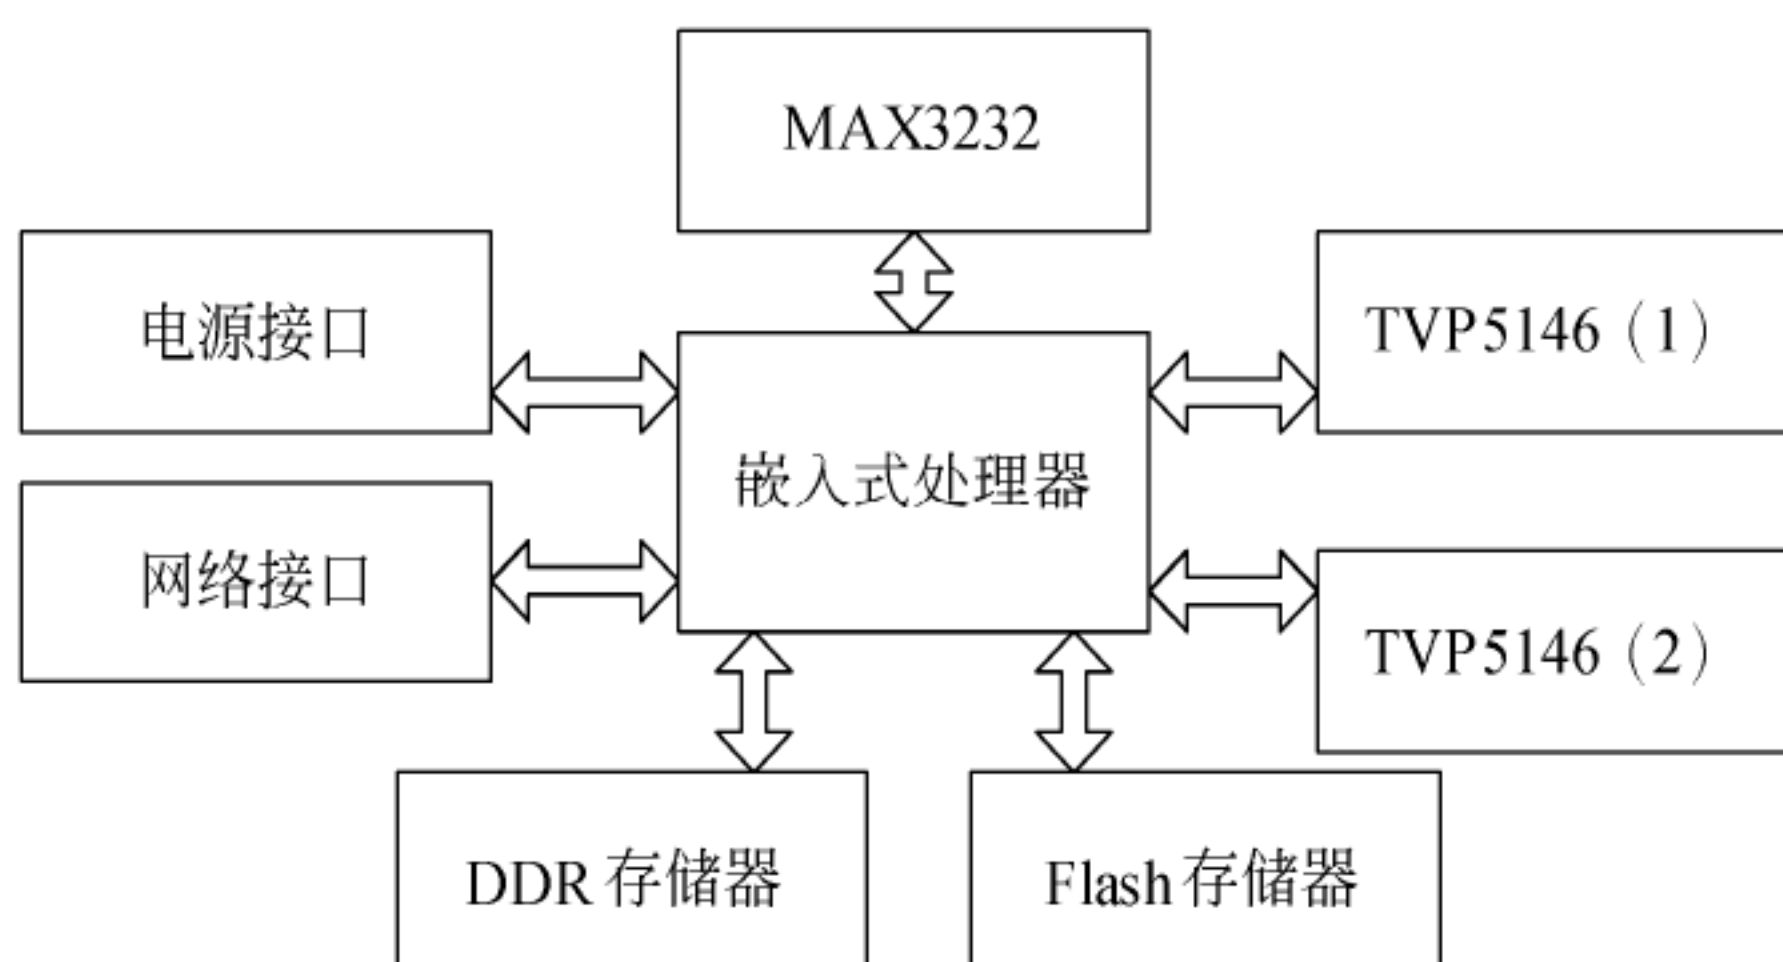 MAX3232
电源接口
TVP5146（1）
嵌入式处理器
网络接口
TVP5146（2）
DDR存储器
Flash存储器